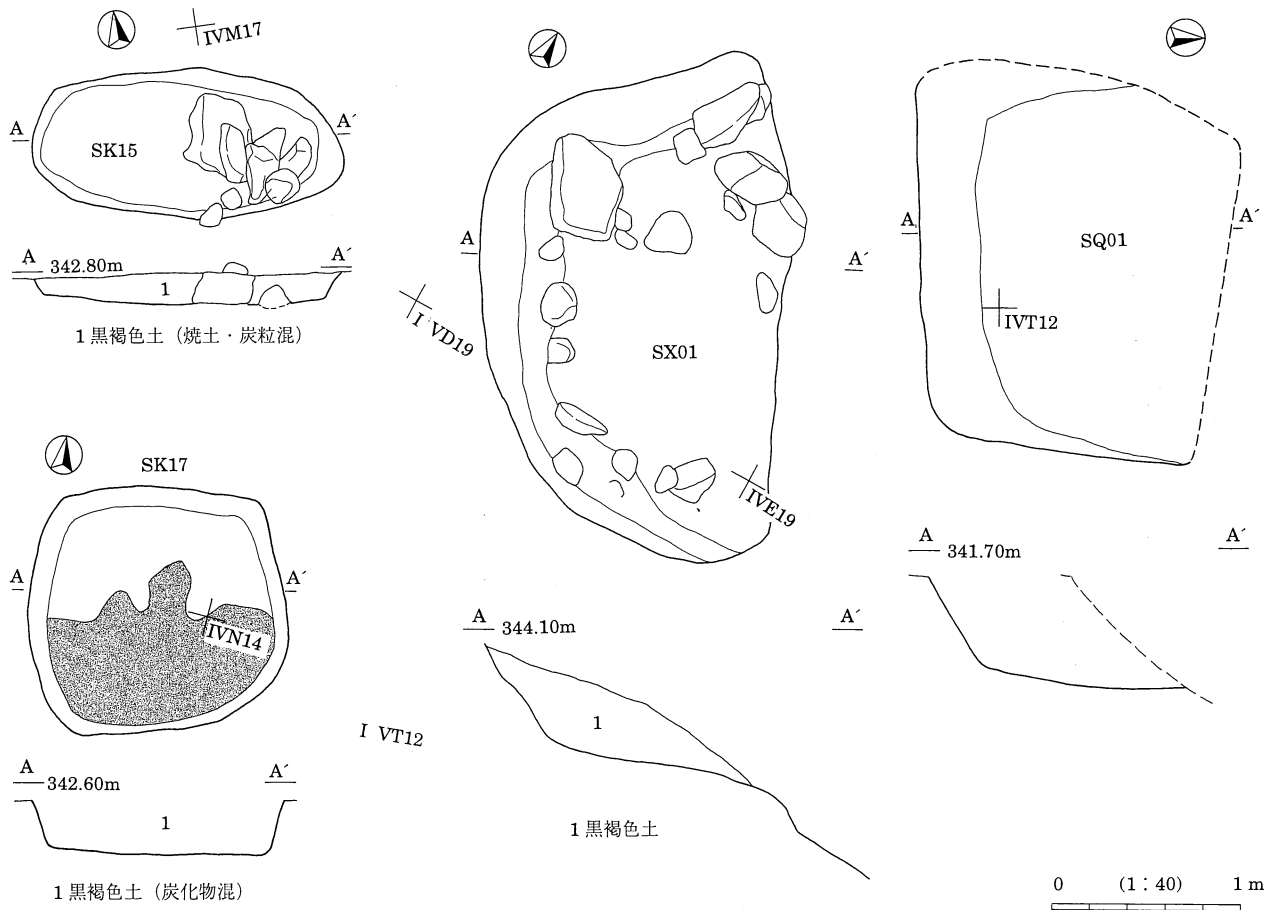 IVM17
A
A´
SK15
A
342.80m
A´
1
1 黒褐色土（焼土・炭粒混）
SK17
A
A´
IVN14
A
342.60m
A´
1
1 黒褐色土（炭化物混）
A
A´
I VD19
SX01
IVE19
A
344.10m
A´
1
I VT12
1 黒褐色土
A
A´
SQ01
IVT12
A
341.70m
A´
0 (1：40) 1 m